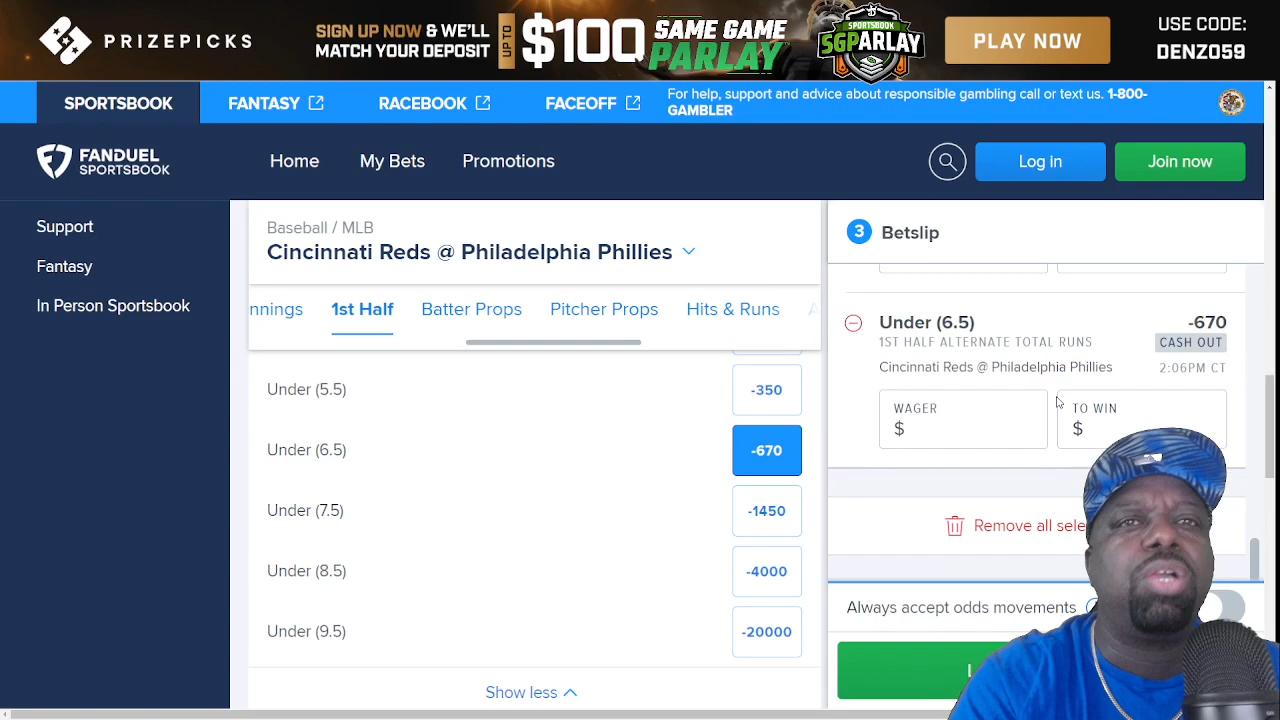 PRIZEPICKS
SIGN UP NOW & WE'LL
MATCH YOUR DEPOSIT
UP TO
$100
SAME GAME
PARLAY
SPORTSBOOK
SGPARLAY
PLAY NOW
USE CODE:
DENZO59
SPORTSBOOK
FANTASY
RACEBOOK
FACEOFF
For help, support and advice about responsible gambling call or text us. 1-800-
GAMBLER
FANDUEL
SPORTSBOOK
Home
My Bets
Promotions
Log in
Join now
Support
Fantasy
In Person Sportsbook
Baseball / MLB
Cincinnati Reds @ Philadelphia Phillies
nnings
1st Half
Batter Props
Pitcher Props
Hits & Runs
Under (5.5)
-350
Under (6.5)
-670
Under (7.5)
-1450
Under (8.5)
-4000
Under (9.5)
-20000
Show less
3
Betslip
Under (6.5)
-670
1ST HALF ALTERNATE TOTAL RUNS
CASH OUT
Cincinnati Reds @ Philadelphia Phillies
2:06PM CT
WAGER
$
TO WIN
$
Remove all sele
Always accept odds movements